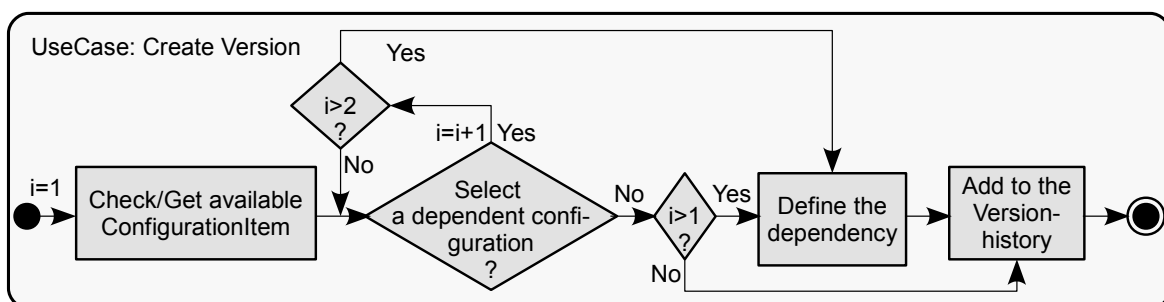 UseCase: Create Version
Yes
i>2
?
i=i+1
Yes
No
i=1
Check/Get available
ConfigurationItem
Select
a dependent confi-
guration
?
No
i>1
?
Yes
No
Define the
dependency
Add to the
Version-
history